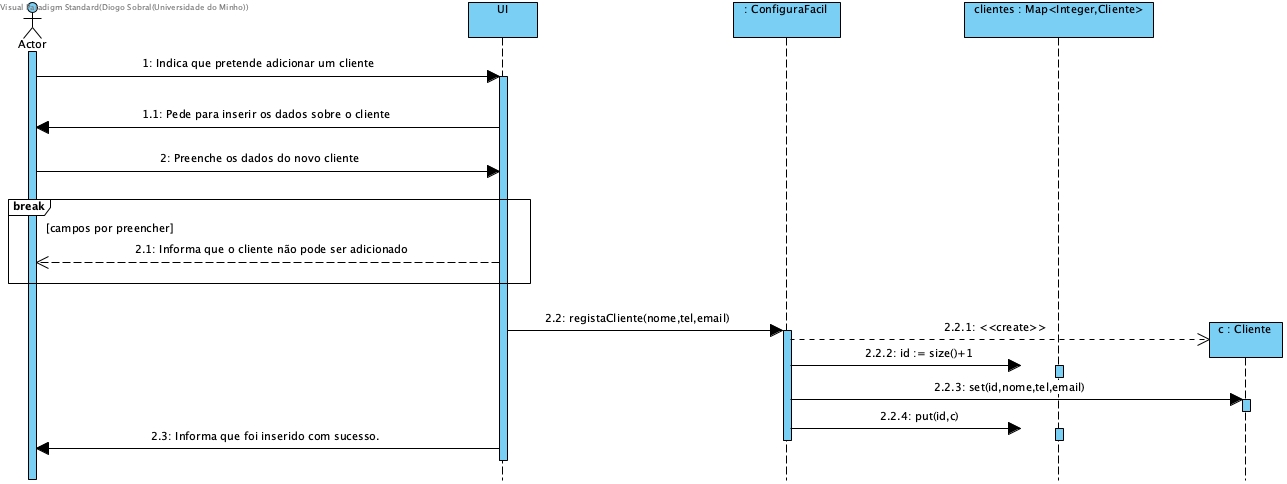 Visual Paradigm Standard(Diogo Sobral(Universidade do Minho))
Actor
UI
: ConfiguraFacil
clientes : Map<Integer,Cliente>
1: Indica que pretende adicionar um cliente
1.1: Pede para inserir os dados sobre o cliente
2: Preenche os dados do novo cliente
break
[campos por preencher]
2.1: Informa que o cliente não pode ser adicionado
2.2: registaCliente(nome,tel,email)
2.2.1: <<create>>
c : Cliente
2.2.2: id := size()+1
2.2.3: set(id,nome,tel,email)
2.2.4: put(id,c)
2.3: Informa que foi inserido com sucesso.